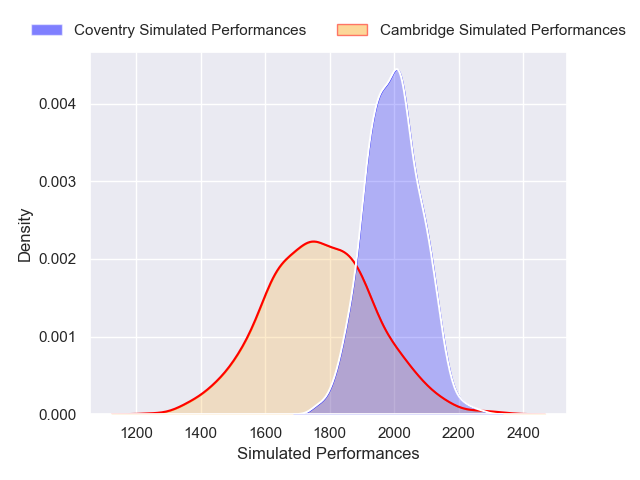 Coventry Simulated Performances Cambridge Simulated Performances
0.004
0.003
0.002
0.001
0.000
Density
1200 1400 1600 1800 2000 2200 2400
Simulated Performances